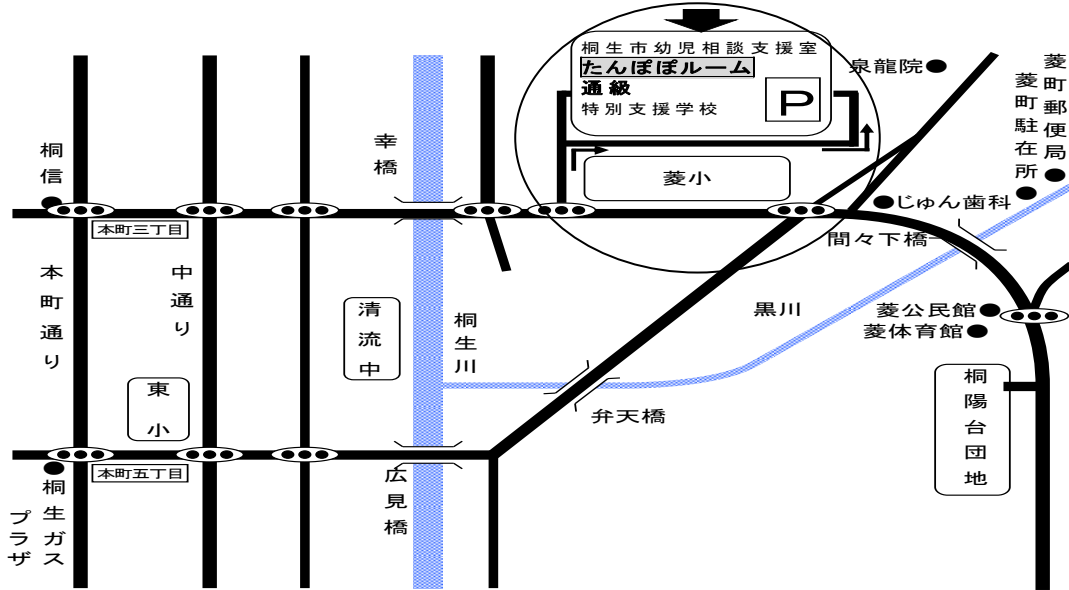 桐生市幼児相談支援室
たんぽぽルーム
通級
特別支援学校
P
菱小
泉龍院
菱町郵便局
菱町駐在所
じゅん歯科
間々下橋
幸橋
桐信
本町三丁目
本町通り
中通り
清流中
桐生川
黒川
菱公民館
菱体育館
東小
弁天橋
桐陽台団地
本町五丁目
広見橋
桐生ガス
プラザ